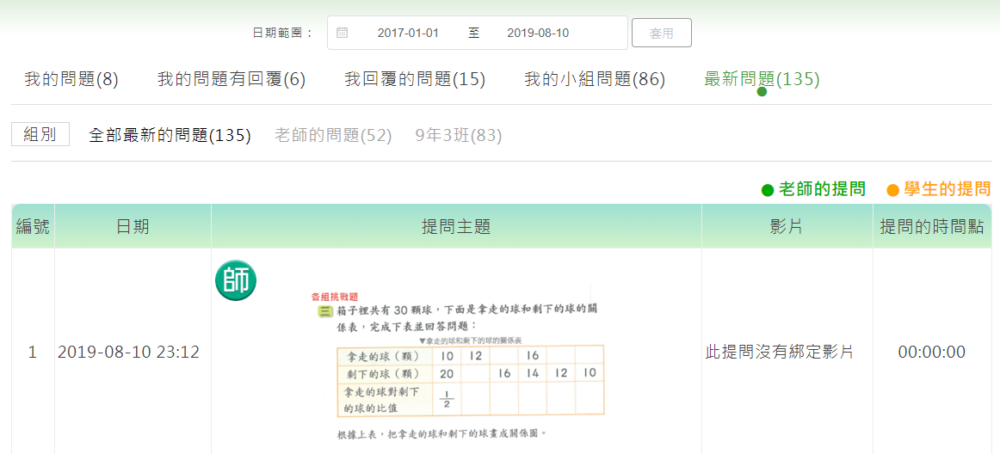 日期範圍： 2017-01-01 至 2019-08-10 套用
我的問題(8) 我的問題有回覆(6) 我回覆的問題(15) 我的小組問題(86) 最新問題(135)
組別 全部最新的問題(135) 老師的問題(52) 9年3班(83)
老師的提問 學生的提問
編號 日期 提問主題 影片 提問的時間點
師
各組挑戰題
三 箱子裡共有 30 顆球，下面是拿走的球和剩下的球的關
係表，完成下表並回答問題：
▼拿走的球和剩下的球的關係表
拿走的球（顆） 10 12 16
1 2019-08-10 23:12 此提問沒有綁定影片 00:00:00
剩下的球（顆） 20 16 14 12 10
拿走的球對剩下
的球的比值 1/2
根據上表，把拿走的球和剩下的球畫成關係圖。